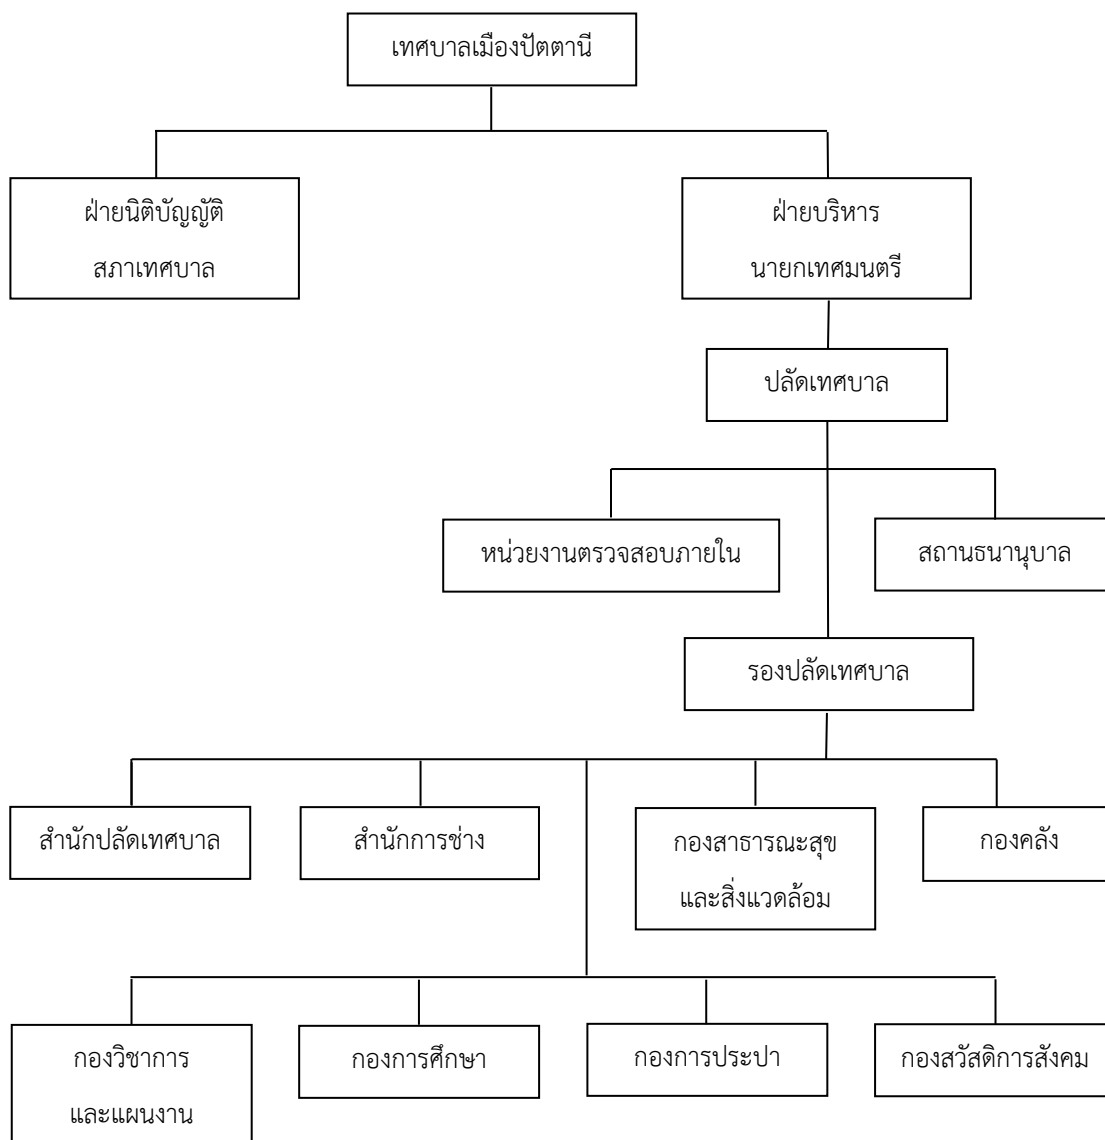 เทศบาลเมืองปัตตานี
ฝ่ายนิติบัญญัติ
สภาเทศบาล
ฝ่ายบริหาร
นายกเทศมนตรี
ปลัดเทศบาล
หน่วยงานตรวจสอบภายใน
สถานธนานุบาล
รองปลัดเทศบาล
สำนักปลัดเทศบาล
สำนักการช่าง
กองสาธารณะสุข
และสิ่งแวดล้อม
กองคลัง
กองวิชาการ
และแผนงาน
กองการศึกษา
กองการประปา
กองสวัสดิการสังคม